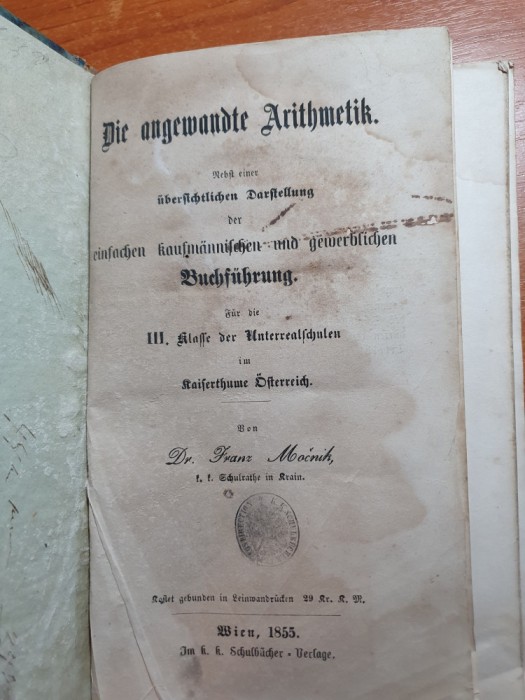 Die angewandte Arithmetik.
Nebst einer
übersichtlichen Darstellung
der
einfachen kaufmännischen und gewerblichen
Buchführung.
Für die
III. Klasse der Unterrealschulen
im
Kaiserthume Österreich.
Von
Dr. Franz Močnik,
k. k. Schulrathe in Krain.
Kostet gebunden in Leinwandrücken 29 Kr. K. M.
Wien, 1855.
Im k. k. Schulbücher-Verlage.